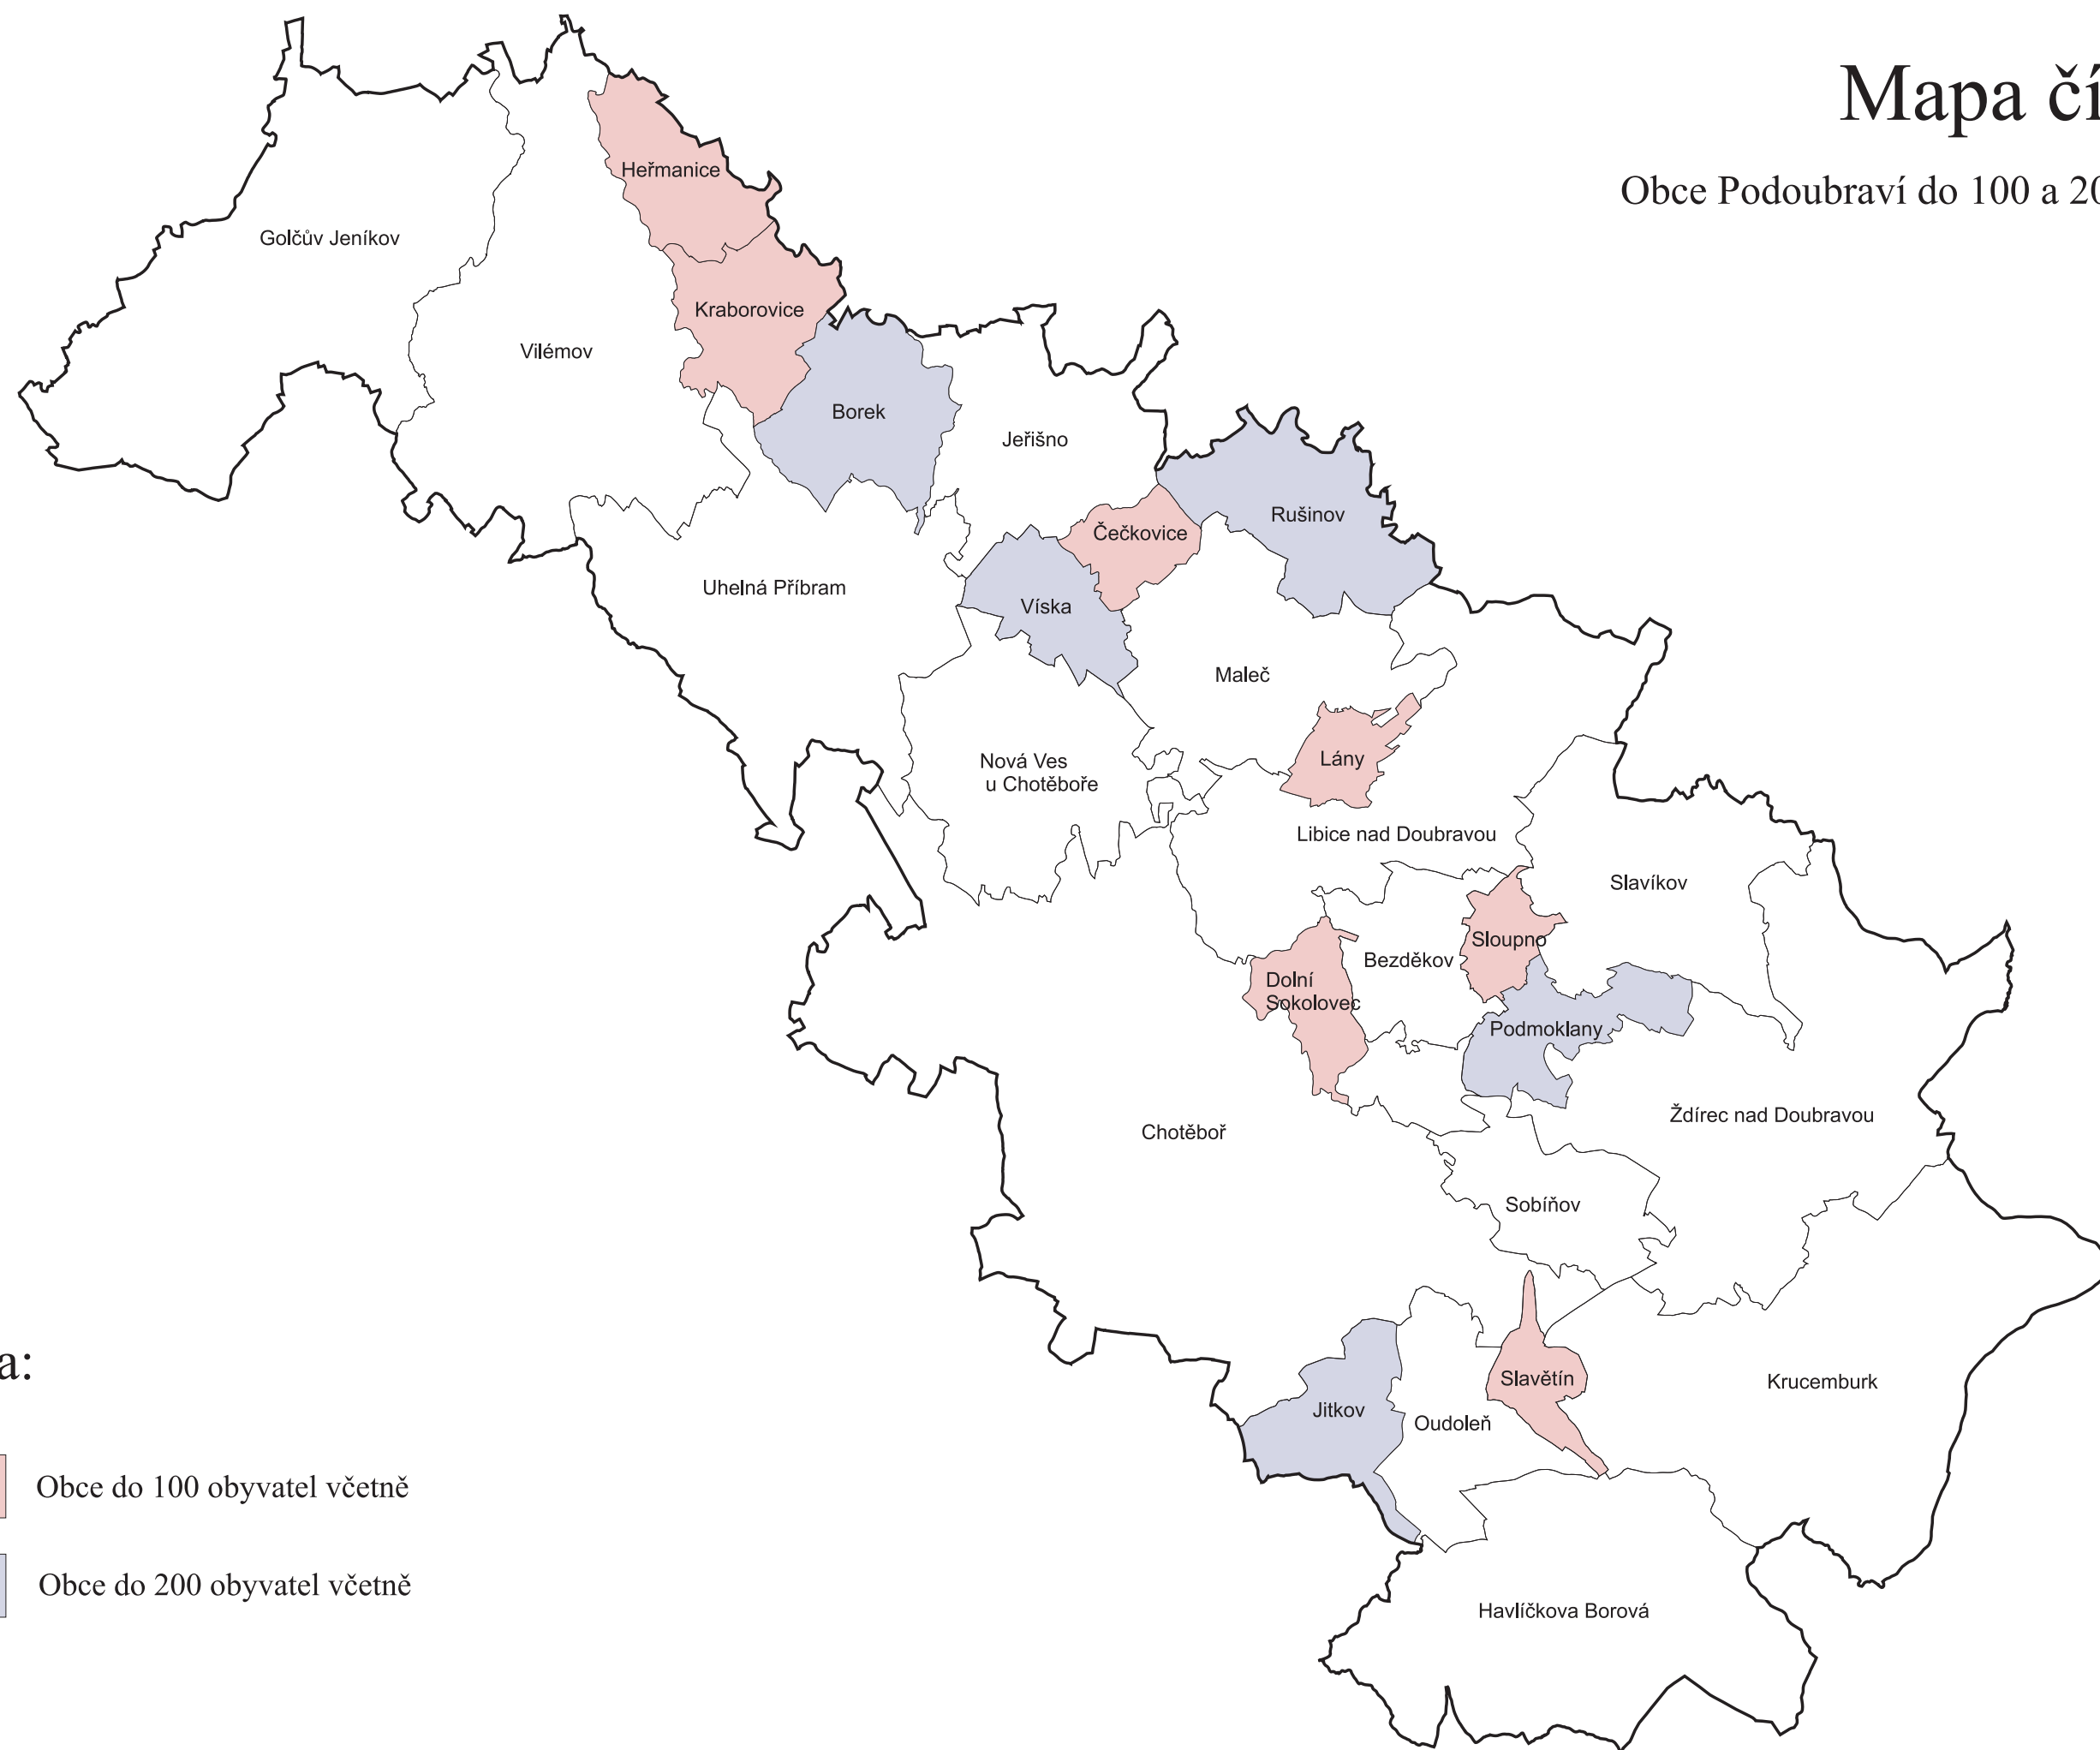 Mapa čí
Obce Podoubraví do 100 a 20
Heřmanice
Golčův Jeníkov
Kraborovice
Vilémov
Borek
Jeřišno
Rušinov
Čečkovice
Uhelná Příbram
Víska
Maleč
Lány
Nová Ves
u Chotěboře
Libice nad Doubravou
Slavíkov
Sloupno
Bezděkov
Dolní
Sokolovec
Podmoklany
Ždírec nad Doubravou
Chotěboř
Sobíňov
Slavětín
Krucemburk
Jitkov
Oudoleň
Havlíčkova Borová
a:
Obce do 100 obyvatel včetně
Obce do 200 obyvatel včetně